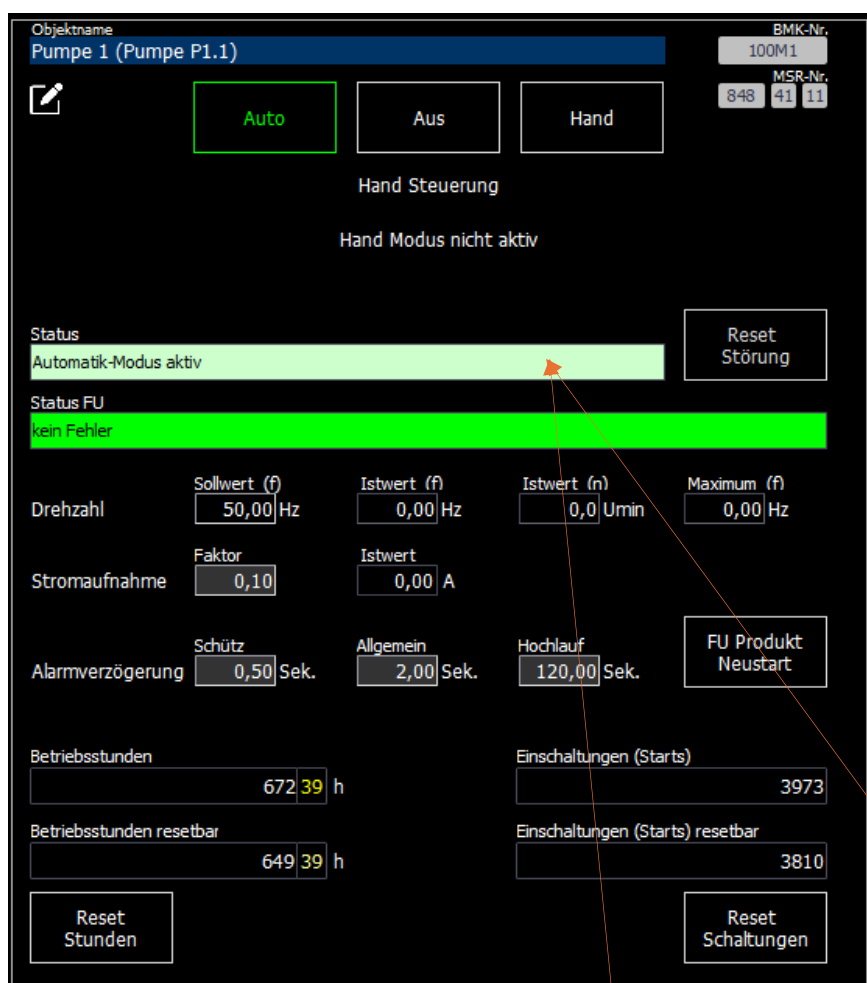 Objektname
BMK-Nr.
Pumpe 1 (Pumpe P1.1)
100M1
MSR-Nr.
848 41 11
Auto
Aus
Hand
Hand Steuerung
Hand Modus nicht aktiv
Status
Automatik-Modus aktiv
Reset
Störung
Status FU
kein Fehler
Sollwert (f) Istwert (f) Istwert (n) Maximum (f)
Drehzahl 50,00 Hz 0,00 Hz 0,0 Umin 0,00 Hz
Faktor Istwert
Stromaufnahme 0,10 0,00 A
Schütz Allgemein Hochlauf
Alarmverzögerung 0,50 Sek. 2,00 Sek. 120,00 Sek.
FU Produkt
Neustart
Betriebsstunden Einschaltungen (Starts)
672 39 h 3973
Betriebsstunden resetbar Einschaltungen (Starts) resetbar
649 39 h 3810
Reset
Stunden
Reset
Schaltungen